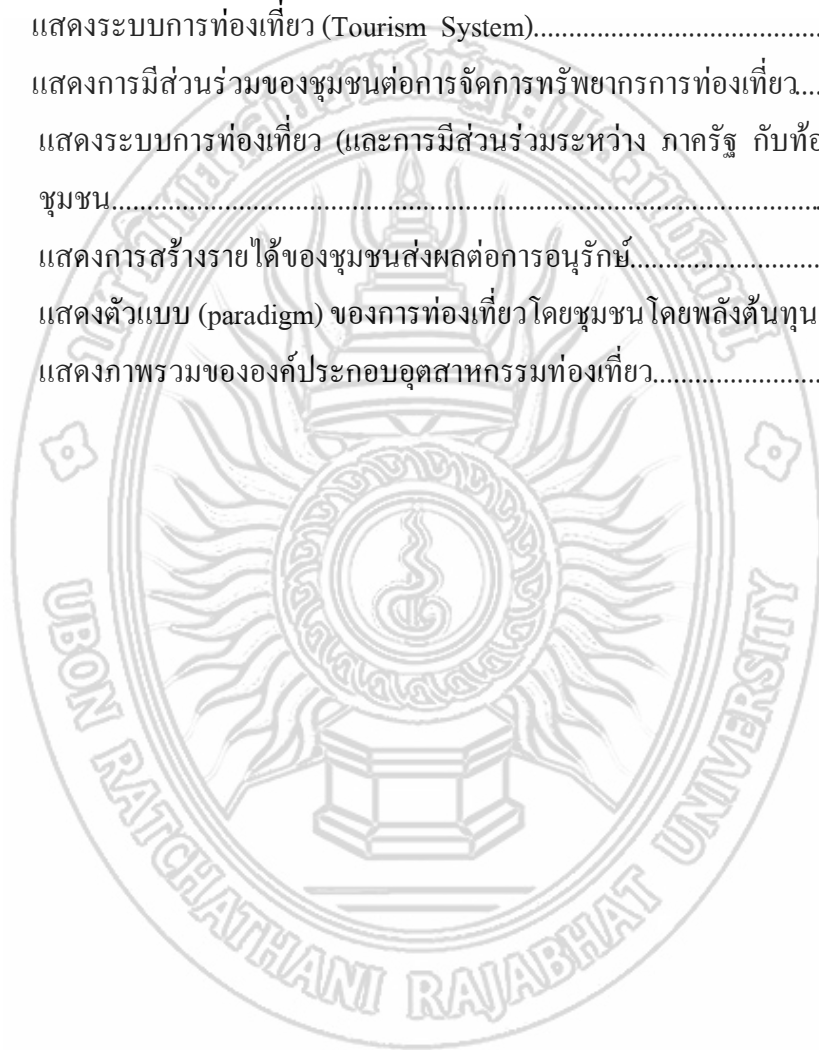 แสดงระบบการท่องเที่ยว (Tourism System)..................................................
แสดงการมีส่วนร่วมของชุมชนต่อการจัดการทรัพยากรการท่องเที่ยว....
แสดงระบบการท่องเที่ยว (และการมีส่วนร่วมระหว่าง ภาครัฐ กับท้อ
ชุมชน....................................................................................................
แสดงการสร้างรายได้ของชุมชนส่งผลต่อการอนุรักษ์...........................
แสดงตัวแบบ (paradigm) ของการท่องเที่ยวโดยชุมชนโดยพลังต้นทุน
แสดงภาพรวมขององค์ประกอบอุตสาหกรรมท่องเที่ยว........................
UBON RATCHATHANI RAJABHAT UNIVERSITY